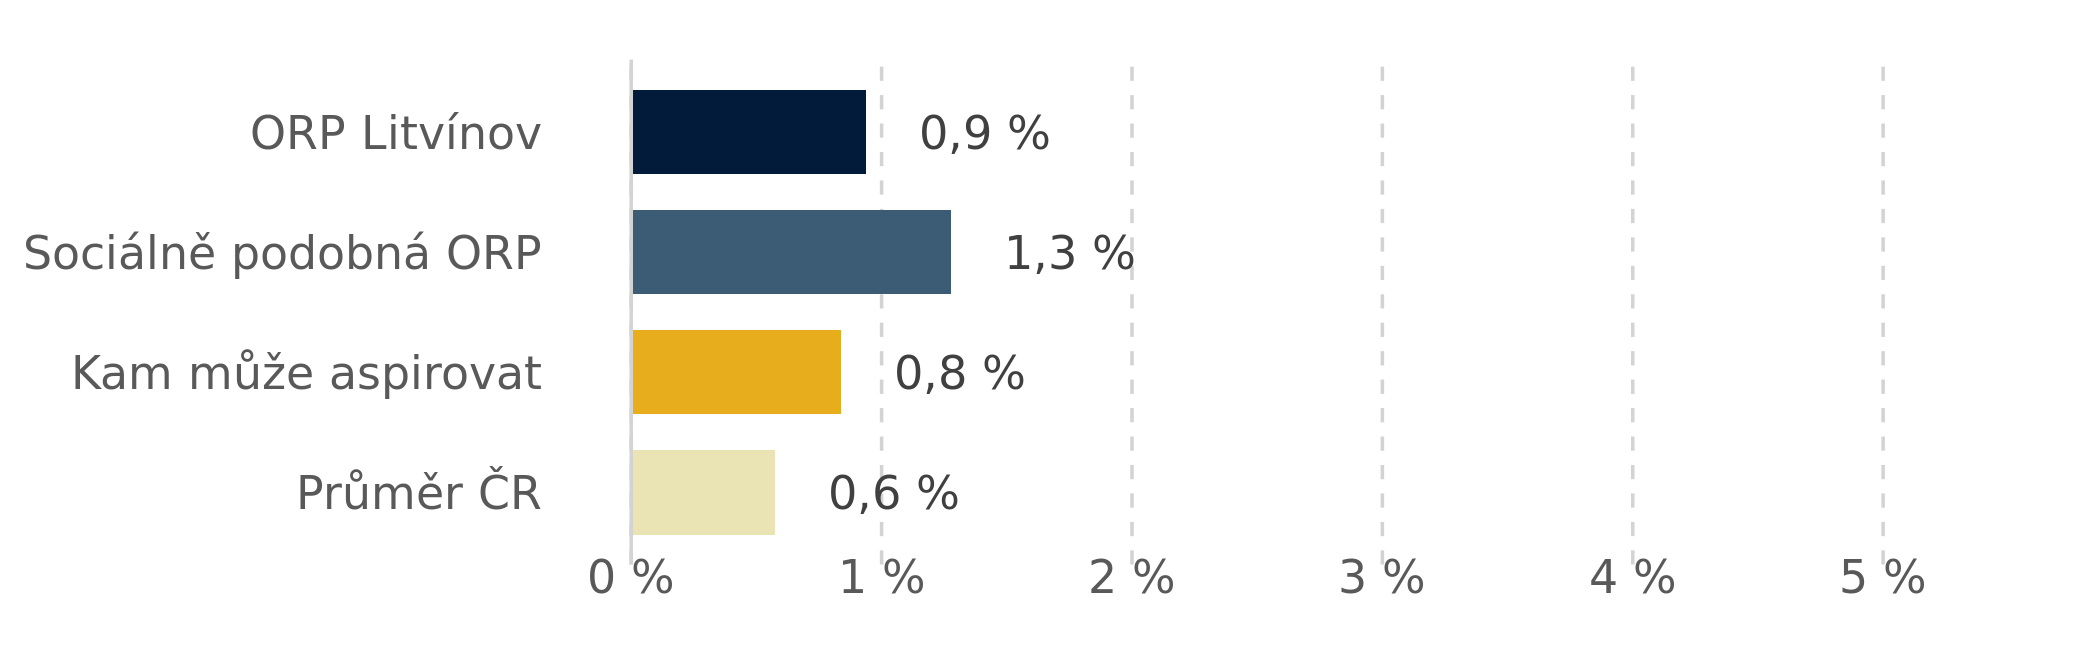 ORP Litvínov 0,9 %
Sociálně podobná ORP 1,3 %
Kam může aspirovat 0,8 %
Průměr ČR 0,6 %
0 % 1 % 2 % 3 % 4 % 5 %